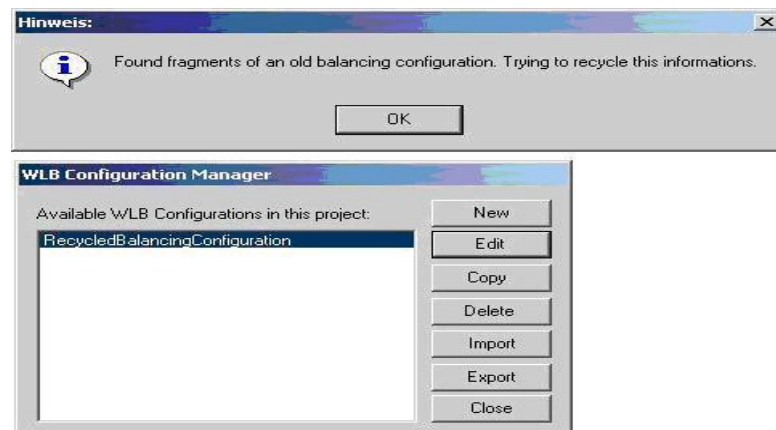 Hinweis:
Found fragments of an old balancing configuration. Trying to recycle this informations.
OK
WLB Configuration Manager
Available WLB Configurations in this project:
RecycledBalancingConfiguration
New
Edit
Copy
Delete
Import
Export
Close